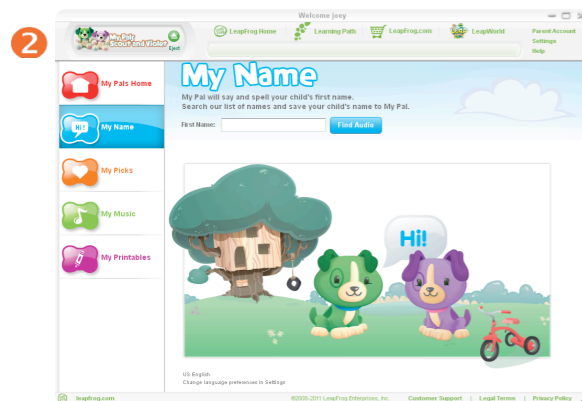 2
Welcome joey
My Pals
Scout and Violet
Eject
LeapFrog Home
Learning Path
LeapFrog.com
LeapWorld
Parent Account
Settings
Help
My Pals Home
Hi!
My Name
My Picks
My Music
My Printables
My Name
My Pal will say and spell your child's first name.
Search our list of names and save your child's name to My Pal.
First Name:
Find Audio
Hi!
US English
Change language preferences in Settings
leapfrog.com
©2008-2011 LeapFrog Enterprises, Inc.
Customer Support | Legal Terms | Privacy Policy